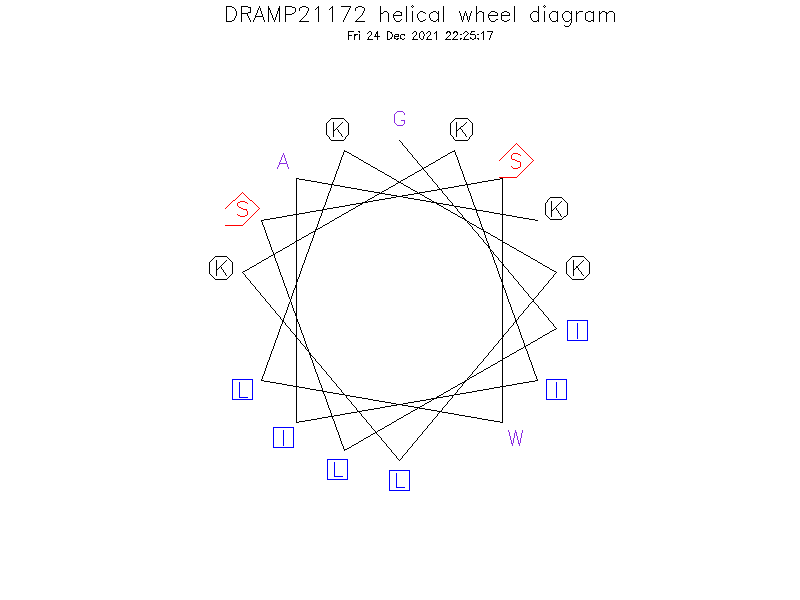 DRAMP21172 helical wheel diagram
Fri 24 Dec 2021 22:25:17
G
K K
A S
S K
K K
I
L I
I W
L
L